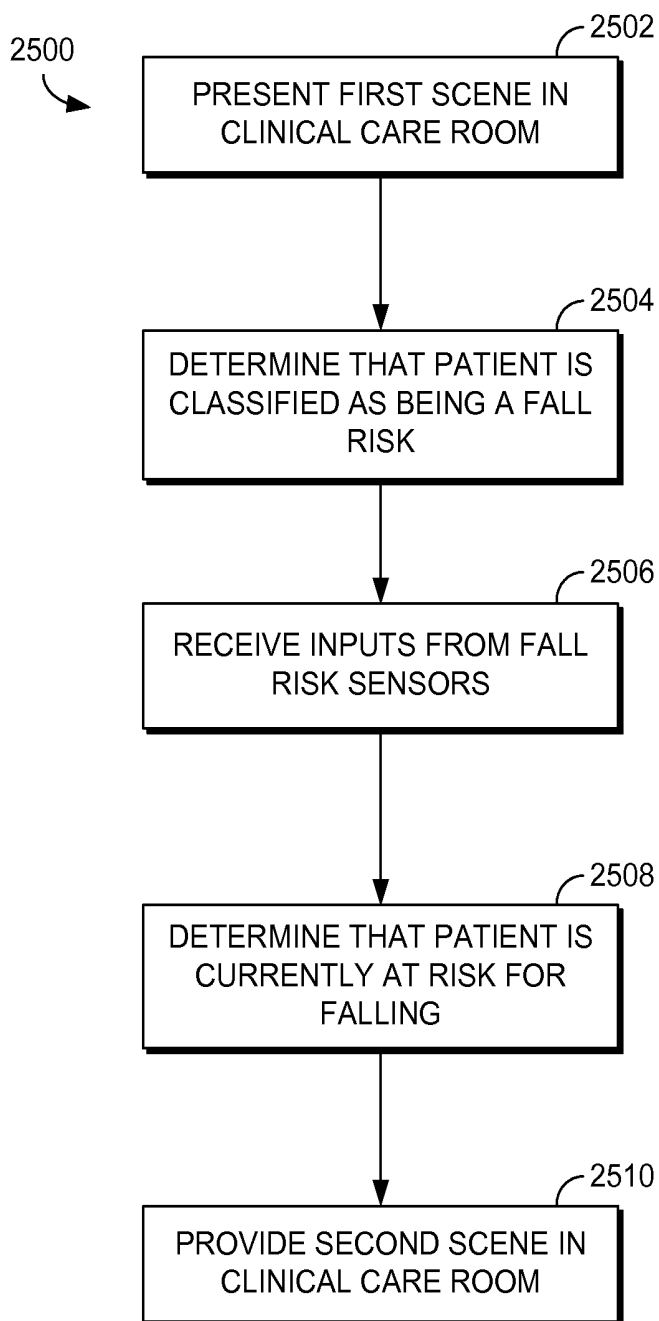 2500
2502
PRESENT FIRST SCENE IN
CLINICAL CARE ROOM
2504
DETERMINE THAT PATIENT IS
CLASSIFIED AS BEING A FALL
RISK
2506
RECEIVE INPUTS FROM FALL
RISK SENSORS
2508
DETERMINE THAT PATIENT IS
CURRENTLY AT RISK FOR
FALLING
2510
PROVIDE SECOND SCENE IN
CLINICAL CARE ROOM